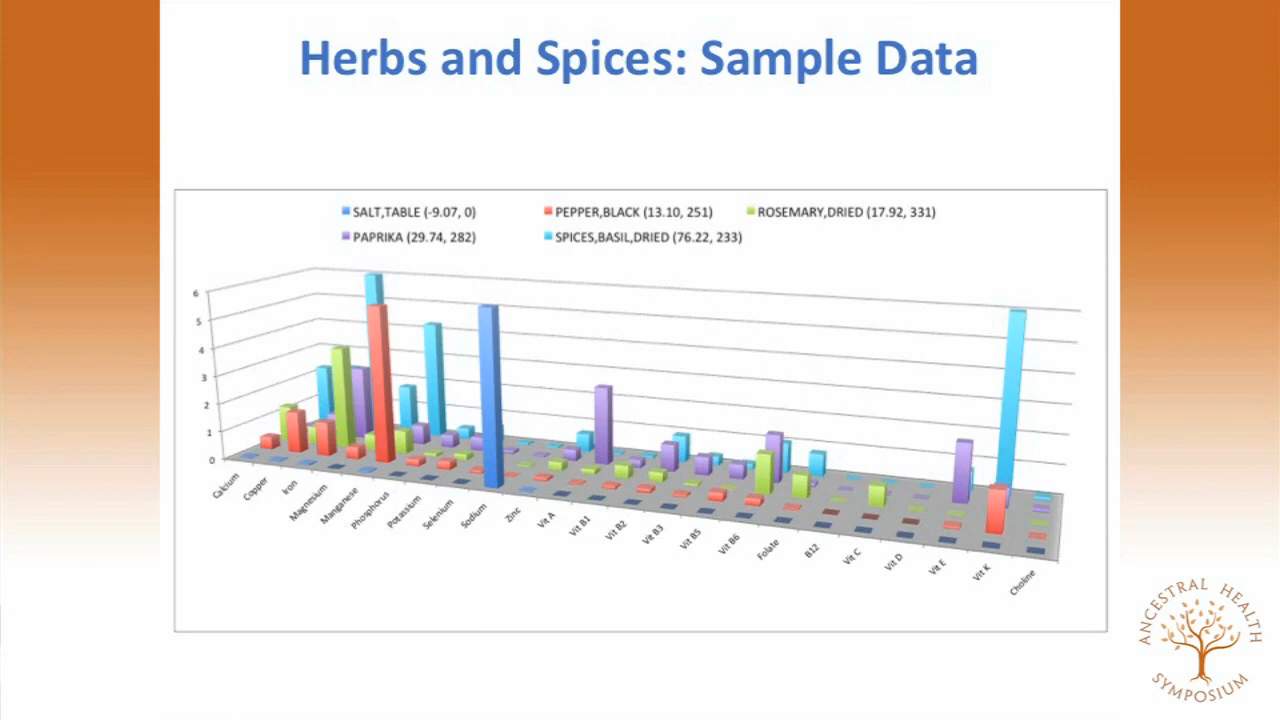 Herbs and Spices: Sample Data
SALT,TABLE (-9.07, 0) PEPPER,BLACK (13.10, 251) ROSEMARY,DRIED (17.92, 331)
PAPRIKA (29.74, 282) SPICES,BASIL,DRIED (76.22, 233)
6
5
4
3
2
1
0
Calcium
Copper
Iron
Magnesium
Manganese
Phosphorus
Potassium
Selenium
Sodium
Zinc
Vit A
Vit B1
Vit B2
Vit B3
Vit B5
Vit B6
Folate
B12
Vit C
Vit D
Vit E
Vit K
Choline
ANCESTRAL HEALTH
SYMPOSIUM